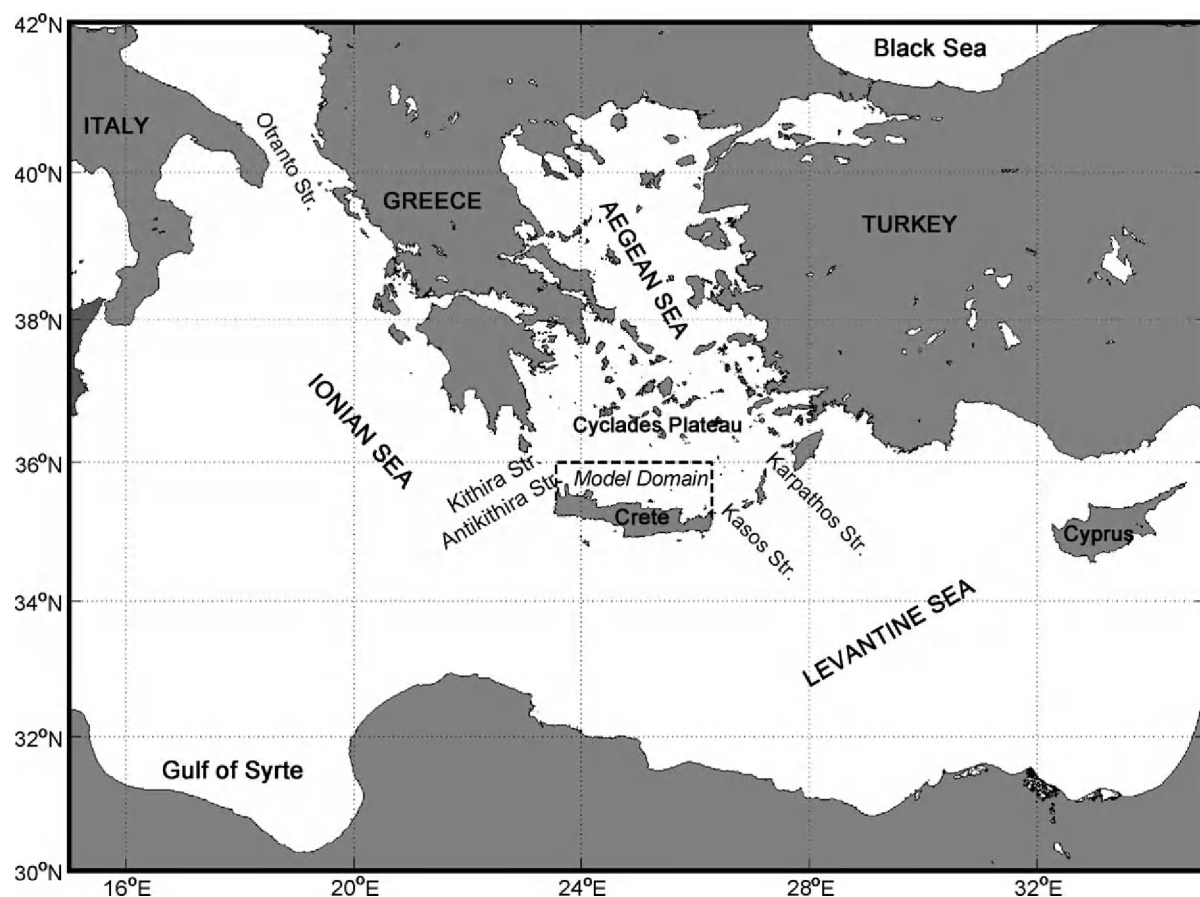 42°N
Black Sea
ITALY
Otranto Str.
40°N
GREECE
AEGEAN SEA
TURKEY
38°N
IONIAN SEA
Cyclades Plateau
36°N
Kithira Str.
Antikithira Str.
Model Domain
Crete
Karpathos Str.
Kasos Str.
Cyprus
34°N
LEVANTINE SEA
32°N
Gulf of Syrte
30°N
16°E
20°E
24°E
28°E
32°E